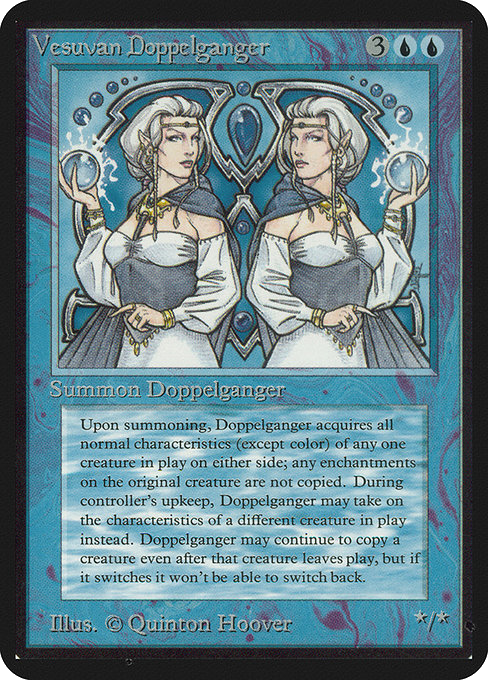 Vesuvan Doppelganger 3
Summon Doppelganger
Upon summoning, Doppelganger acquires all
normal characteristics (except color) of any one
creature in play on either side; any enchantments
on the original creature are not copied. During
controller's upkeep, Doppelganger may take on
the characteristics of a different creature in play
instead. Doppelganger may continue to copy a
creature even after that creature leaves play, but if
it switches it won't be able to switch back.
Illus. © Quinton Hoover */*